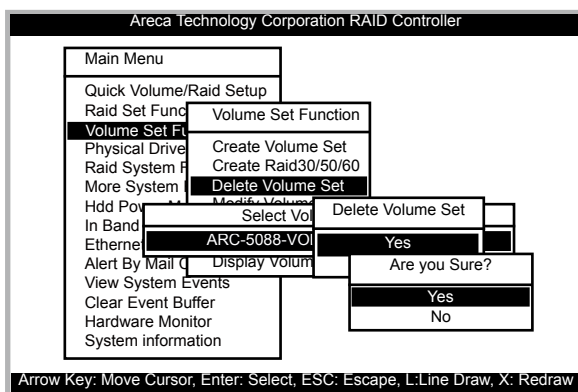 Areca Technology Corporation RAID Controller
Main Menu
Quick Volume/Raid Setup
Raid Set Func
Volume Set Fu
Physical Drive
Raid System F
More System
Hdd Pow
In Band
Etherne
Alert By Mail C
View System Events
Clear Event Buffer
Hardware Monitor
System information
Volume Set Function
Create Volume Set
Create Raid30/50/60
Delete Volume Set
Modify Volum
Display Volum
Select Vol
ARC-5088-VOL
Delete Volume Set
Yes
Are you Sure?
Yes
No
Arrow Key: Move Cursor, Enter: Select, ESC: Escape, L:Line Draw, X: Redraw